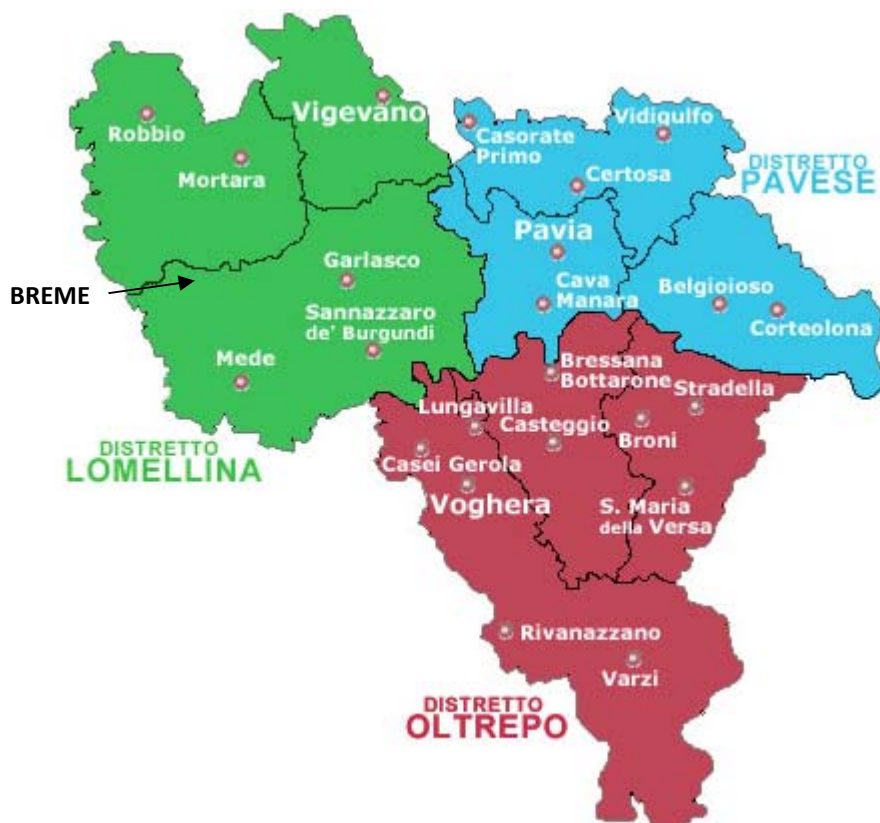 Vigevano
Robbio
Mortara
Casorate
Primo
Vidigulfo
Certosa
DISTRETTO
PAVESE
BREME
Garlasco
Sannazzaro
de' Burgundi
Mede
Pavia
Cava
Manara
Belgioioso
Corteolona
DISTRETTO
LOMELLINA
Bressana
Bottarone
Stradella
Lungavilla
Casteggio
Broni
Casei Gerola
Voghera
S. Maria
della Versa
Rivanazzano
Varzi
DISTRETTO
OLTREPO